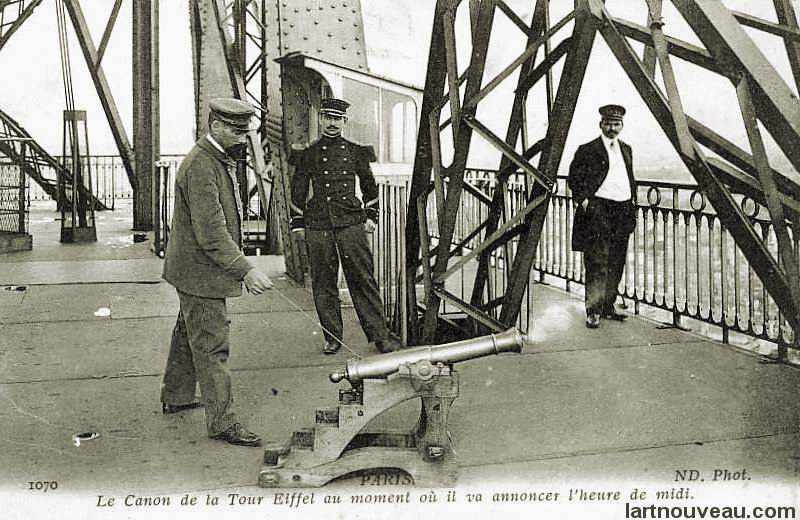 1070
PARIS.
ND. Phot.
Le Canon de la Tour Eiffel au moment où il va annoncer l'heure de midi.
lartnouveau.com